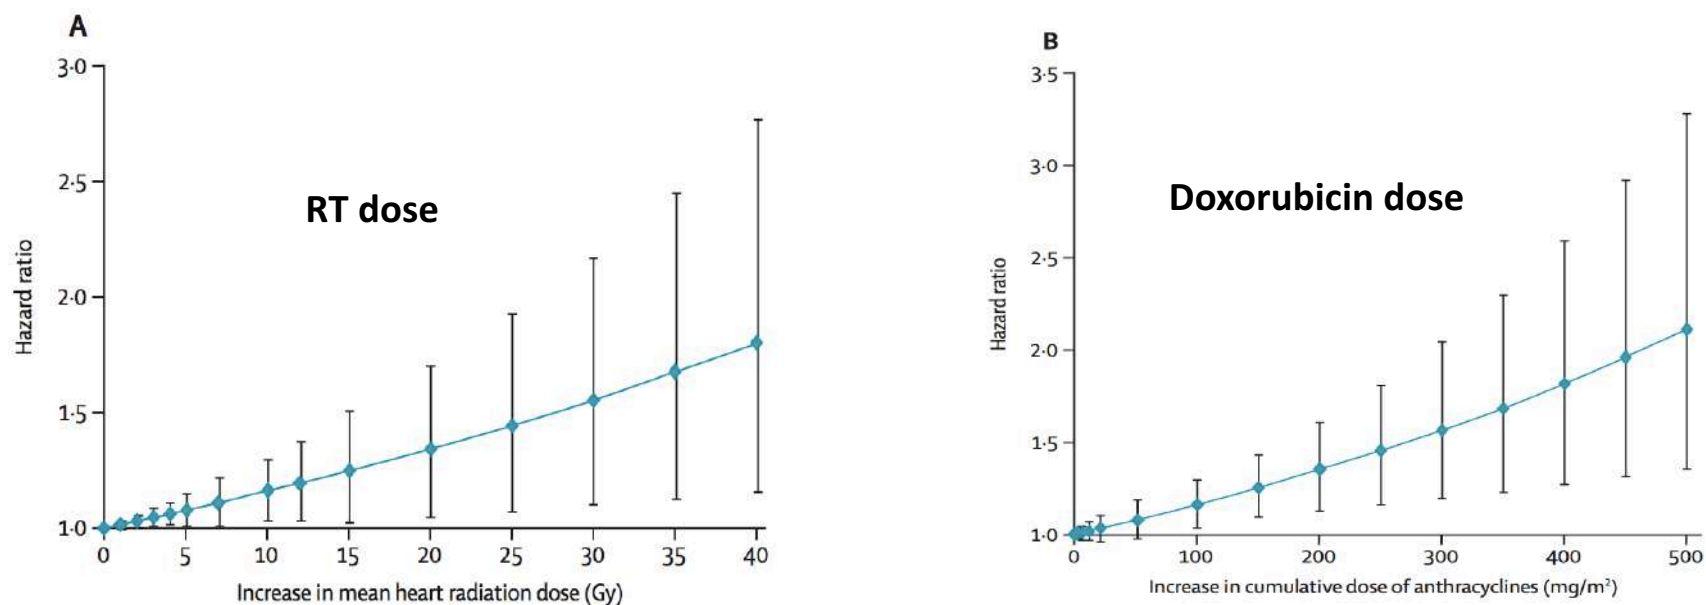 A
3·0
2·5
2·0
1·5
1·0
0 5 10 15 20 25 30 35 40
Hazard ratio
Increase in mean heart radiation dose (Gy)
RT dose
B
3·5
3·0
2·5
2·0
1·5
1·0
0 100 200 300 400 500
Hazard ratio
Increase in cumulative dose of anthracyclines (mg/m²)
Doxorubicin dose